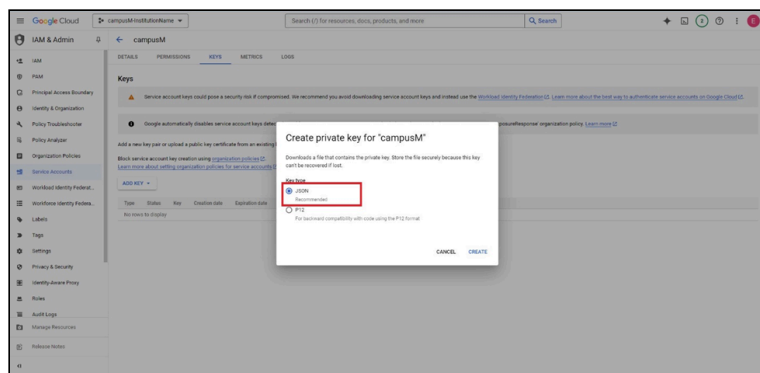 Google Cloud
campusM-InstitutionName
Search (/) for resources, docs, products, and more
Search
E
IAM & Admin
campusM
DETAILS PERMISSIONS KEYS METRICS LOGS
IAM
PAM
Principal Access Boundary
Identity & Organization
Policy Troubleshooter
Policy Analyzer
Organization Policies
Service Accounts
Workload Identity Federat...
Workforce Identity Federa...
Labels
Tags
Settings
Privacy & Security
Identity-Aware Proxy
Roles
Audit Logs
Manage Resources
Release Notes
Keys
Service account keys could pose a security risk if compromised. We recommend you avoid downloading service account keys and instead use the Workload Identity Federation. Learn more about the best way to authenticate service accounts on Google Cloud.
Google automatically disables service account keys detec
posureResponse' organization policy. Learn more
Add a new key pair or upload a public key certificate from an existing
Block service account key creation using organization policies
Learn more about setting organization policies for service accounts
ADD KEY
Type Status Key Creation date Expiration date
No rows to display
Create private key for "campusM"
Downloads a file that contains the private key. Store the file securely because this key
can't be recovered if lost.
Key type
JSON
Recommended
P12
For backward compatibility with code using the P12 format
CANCEL CREATE